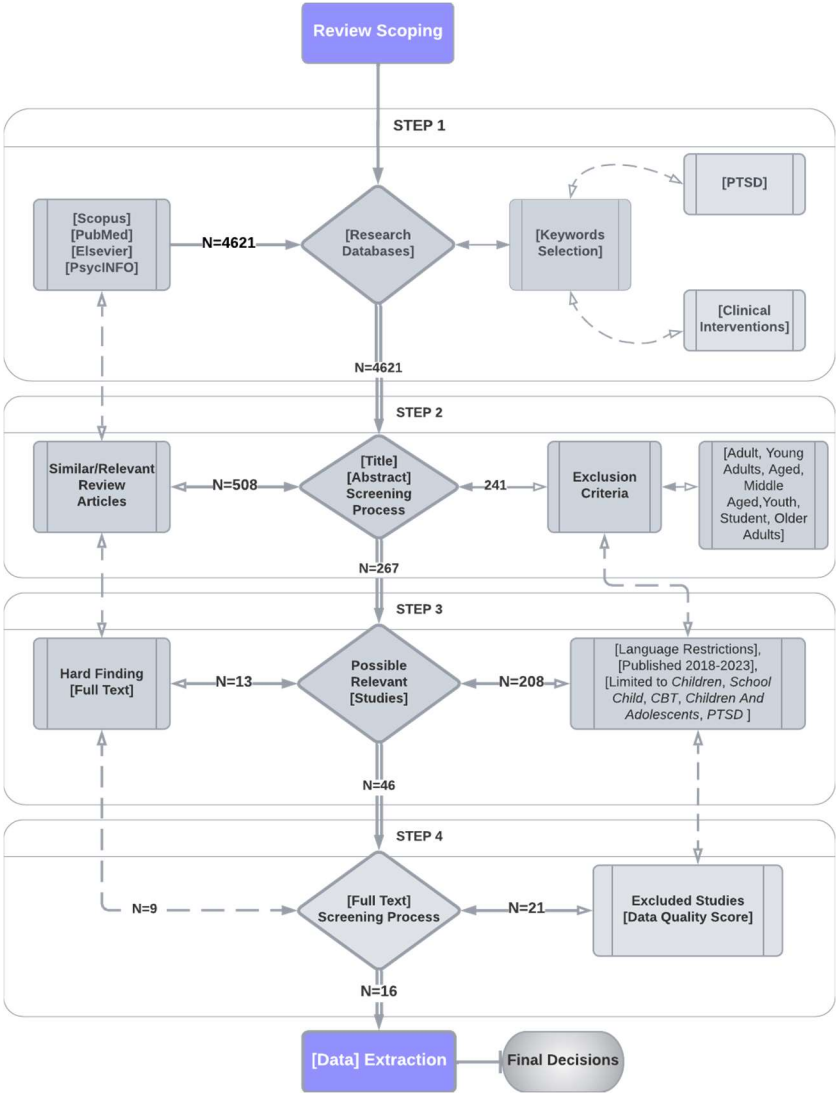 Review Scoping
STEP 1
[Scopus]
[PubMed]
[Elsevier]
[PsycINFO]
N=4621
[Research
Databases]
[Keywords
Selection]
[PTSD]
[Clinical
Interventions]
N=4621
STEP 2
Similar/Relevant
Review
Articles
N=508
[Title]
[Abstract]
Screening
Process
241
Exclusion
Criteria
[Adult, Young
Adults, Aged,
Middle
Aged,Youth,
Student, Older
Adults]
N=267
STEP 3
Hard Finding
[Full Text]
N=13
Possible
Relevant
[Studies]
N=208
[Language Restrictions],
[Published 2018-2023],
[Limited to Children, School
Child, CBT, Children And
Adolescents, PTSD ]
N=46
STEP 4
N=9
[Full Text]
Screening Process
N=21
Excluded Studies
[Data Quality Score]
N=16
[Data] Extraction
Final Decisions